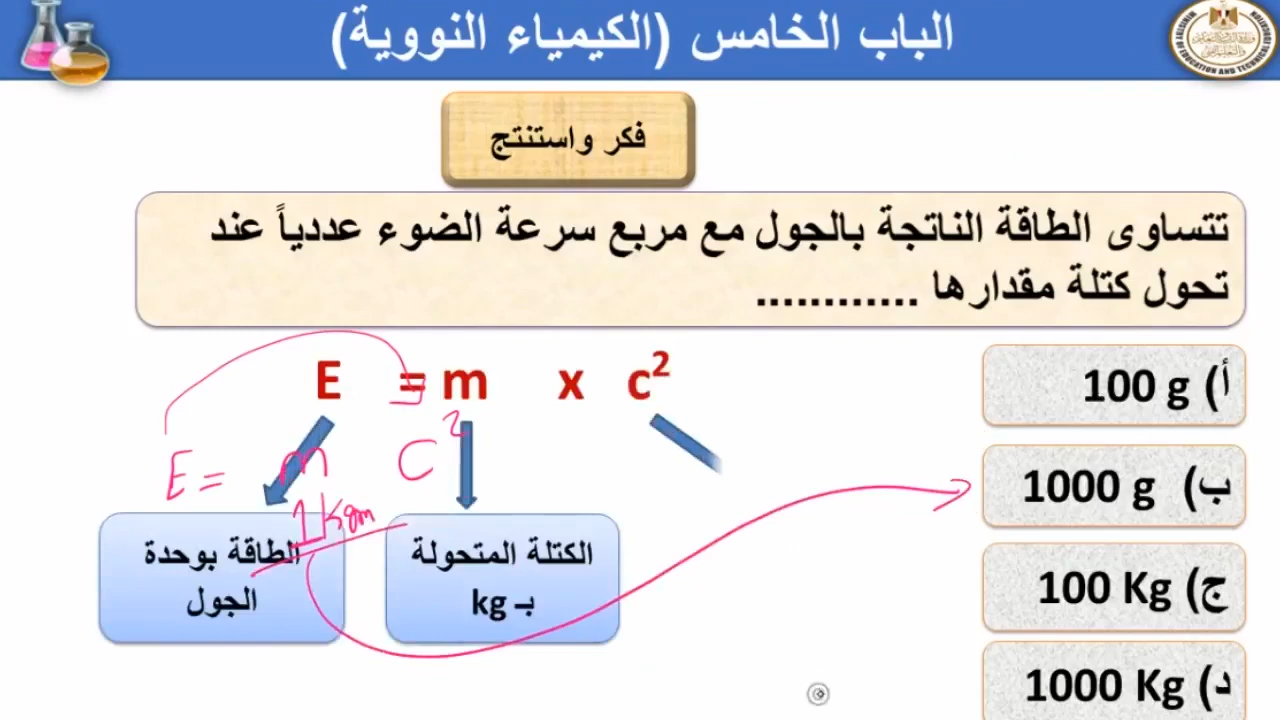 الباب الخامس (الكيمياء النووية)
فكر واستنتج
تتساوى الطاقة الناتجة بالجول مع مربع سرعة الضوء عددياً عند
تحول كتلة مقدارها ............
E = m x c²
أ) 100 g
ب) 1000 g
ج) 100 Kg
د) 1000 Kg
E = m c²
1 Kgm
الطاقة بوحدة
الجول
الكتلة المتحولة
بـ kg